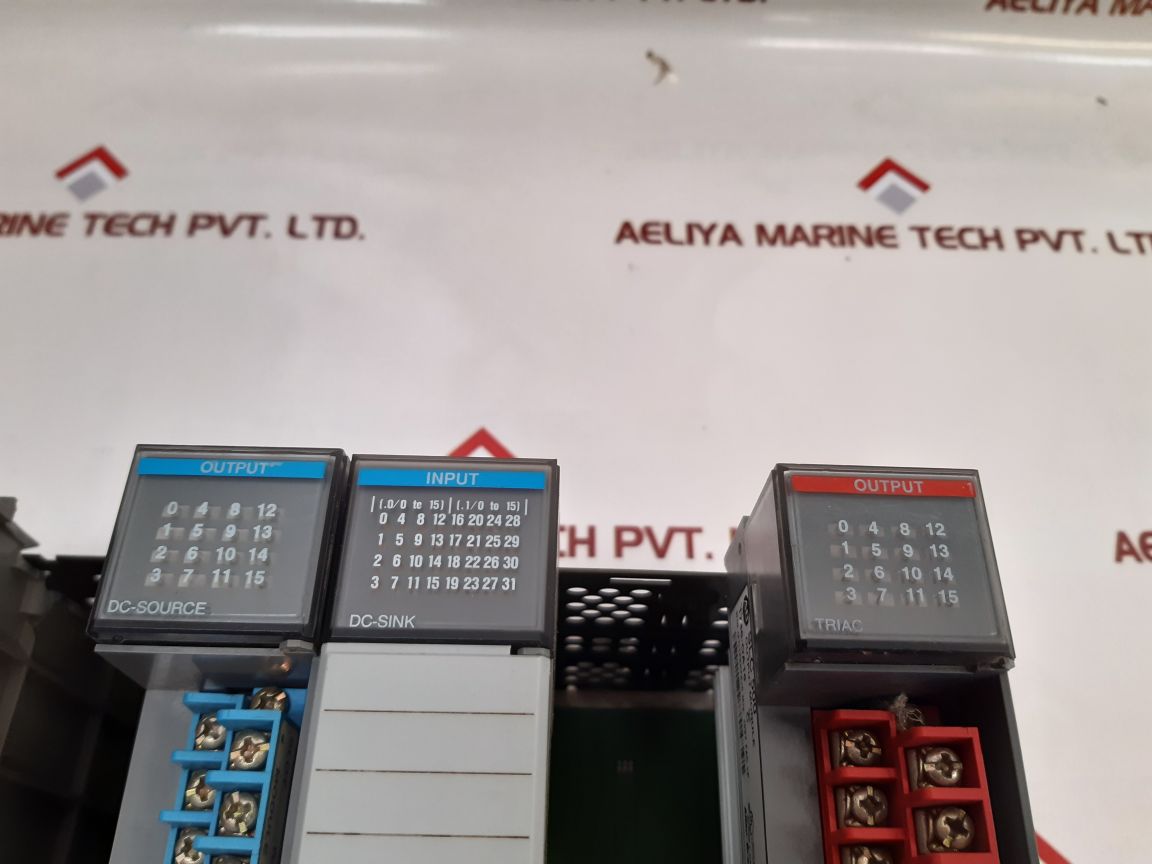 AELIYA MA
RINE TECH PVT. LTD.
AELIYA MARINE TECH PVT.
CH PVT.
OUTPUT
0 4 8 12
1 5 9 13
2 6 10 14
3 7 11 15
DC-SOURCE
INPUT
(.0/0 to 15) (.1/0 to 15)
0 4 8 12 16 20 24 28
1 5 9 13 17 21 25 29
2 6 10 14 18 22 26 30
3 7 11 15 19 23 27 31
DC-SINK
OUTPUT
0 4 8 12
1 5 9 13
2 6 10 14
3 7 11 15
TRIAC